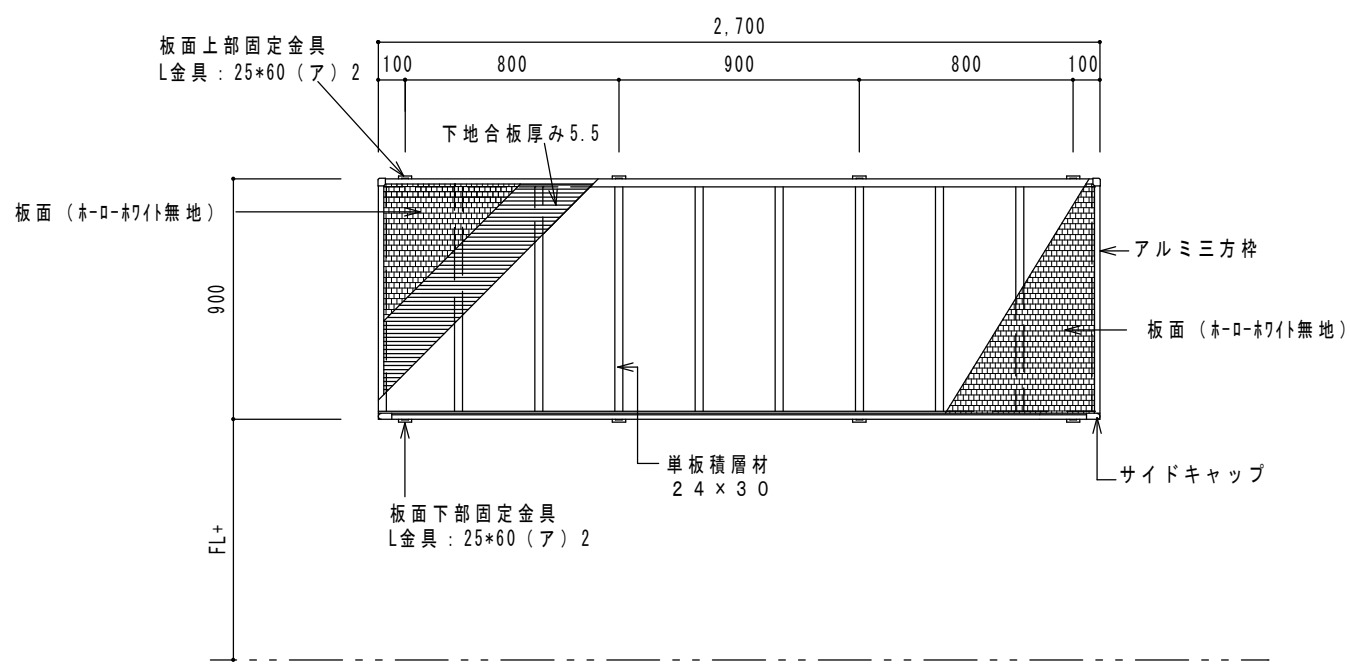 2,700
板面上部固定金具
L金具：25*60（ア）2
100
800
900
800
100
下地合板厚み5.5
板面（ﾎｰﾛｰﾎﾜｲﾄ無地）
アルミ三方枠
900
板面（ﾎｰﾛｰﾎﾜｲﾄ無地）
単板積層材
２４×３０
サイドキャップ
板面下部固定金具
L金具：25*60（ア）2
FL+